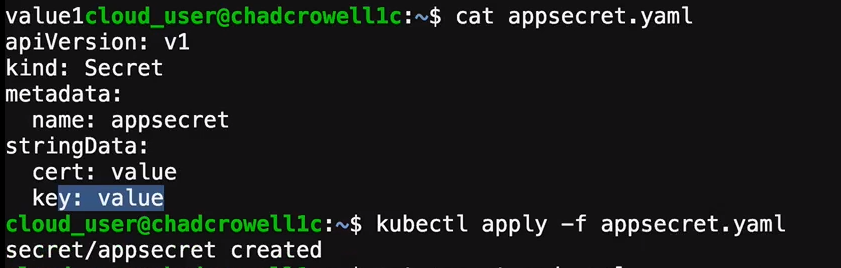 value1cloud_user@chadcrowell1c:~$ cat appsecret.yaml
apiVersion: v1
kind: Secret
metadata:
  name: appsecret
stringData:
  cert: value
  key: value
cloud_user@chadcrowell1c:~$ kubectl apply -f appsecret.yaml
secret/appsecret created